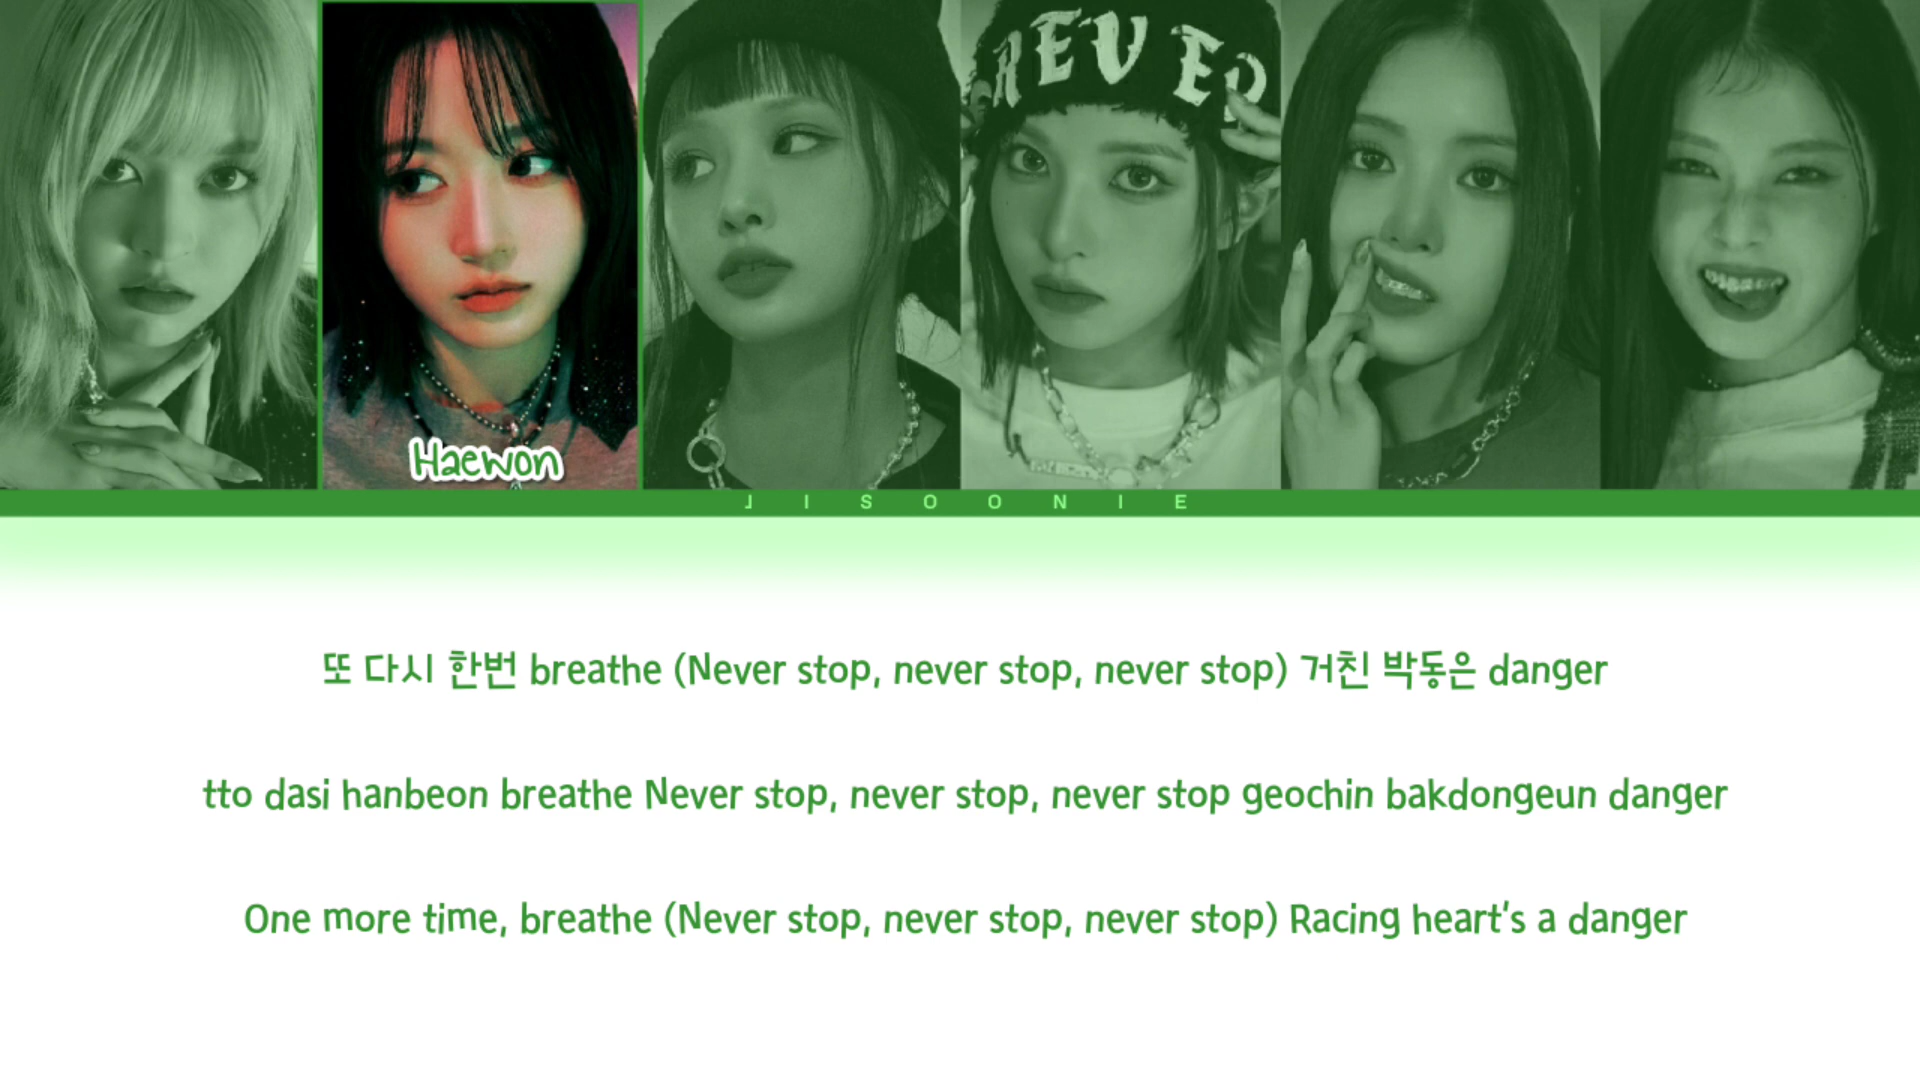 REVER
Haewon
JISOONIE
또 다시 한번 breathe (Never stop, never stop, never stop) 거친 박동은 danger
tto dasi hanbeon breathe Never stop, never stop, never stop geochin bakdongeun danger
One more time, breathe (Never stop, never stop, never stop) Racing heart's a danger